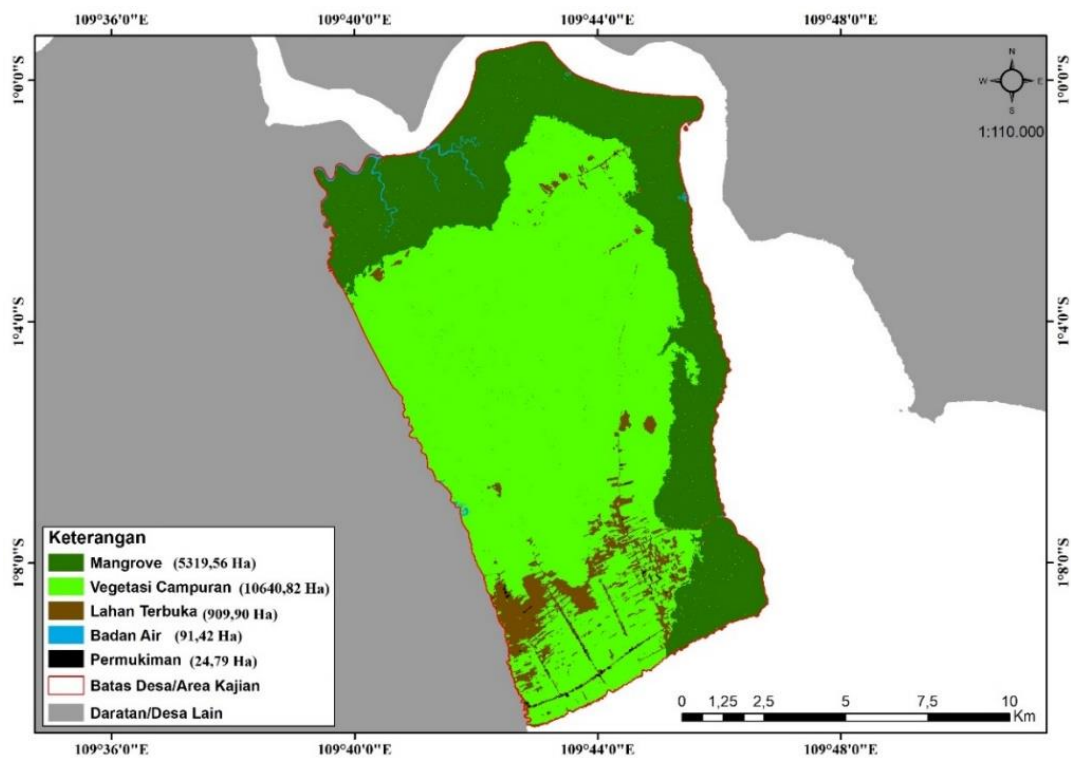 109°36'0"E 109°40'0"E 109°44'0"E 109°48'0"E
1°0'0"S 1°0'0"S
N
W E
S
1:110.000
1°4'0"S 1°4'0"S
1°8'0"S 1°8'0"S
Keterangan
Mangrove (5319,56 Ha)
Vegetasi Campuran (10640,82 Ha)
Lahan Terbuka (909,90 Ha)
Badan Air (91,42 Ha)
Permukiman (24,79 Ha)
Batas Desa/Area Kajian
Daratan/Desa Lain
0 1,25 2,5 5 7,5 10
Km
109°36'0"E 109°40'0"E 109°44'0"E 109°48'0"E